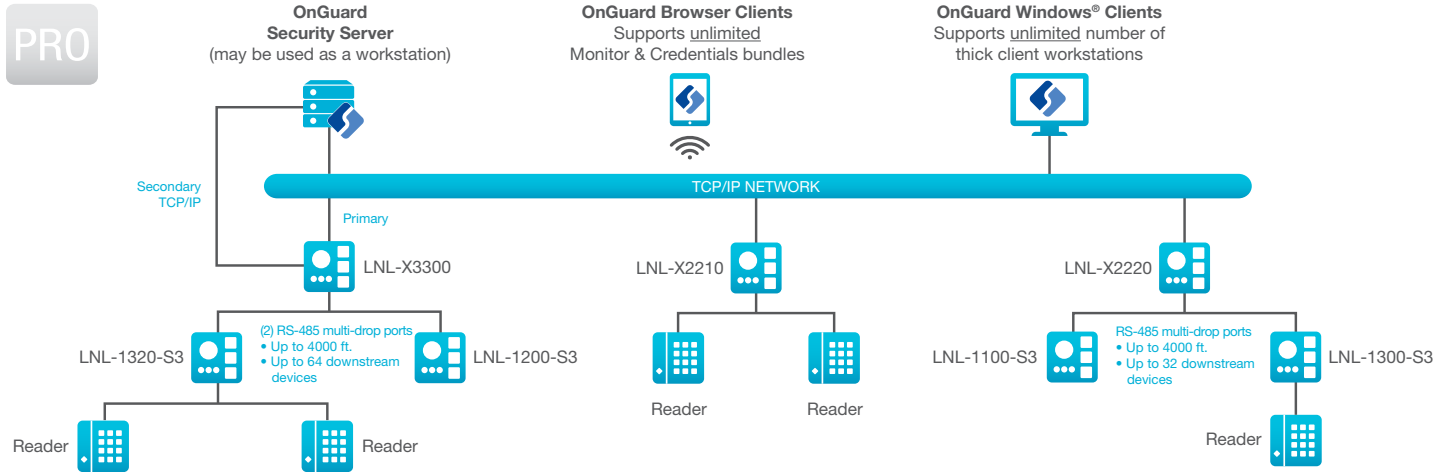 PRO
OnGuard
Security Server
(may be used as a workstation)
OnGuard Browser Clients
Supports unlimited
Monitor & Credentials bundles
OnGuard Windows® Clients
Supports unlimited number of
thick client workstations
Secondary
TCP/IP
TCP/IP NETWORK
Primary
LNL-X3300
LNL-X2210
LNL-X2220
LNL-1320-S3
(2) RS-485 multi-drop ports
• Up to 4000 ft.
• Up to 64 downstream
devices
LNL-1200-S3
LNL-1100-S3
RS-485 multi-drop ports
• Up to 4000 ft.
• Up to 32 downstream
devices
LNL-1300-S3
Reader
Reader
Reader
Reader
Reader